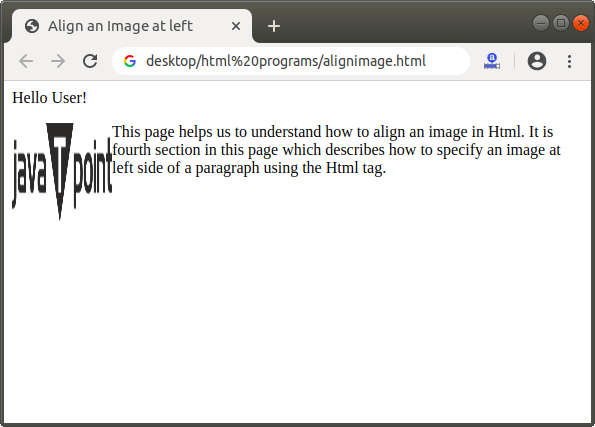 Align an Image at left
desktop/html%20programs/alignimage.html
Hello User!
javaTpoint
This page helps us to understand how to align an image in Html. It is
fourth section in this page which describes how to specify an image at
left side of a paragraph using the Html tag.